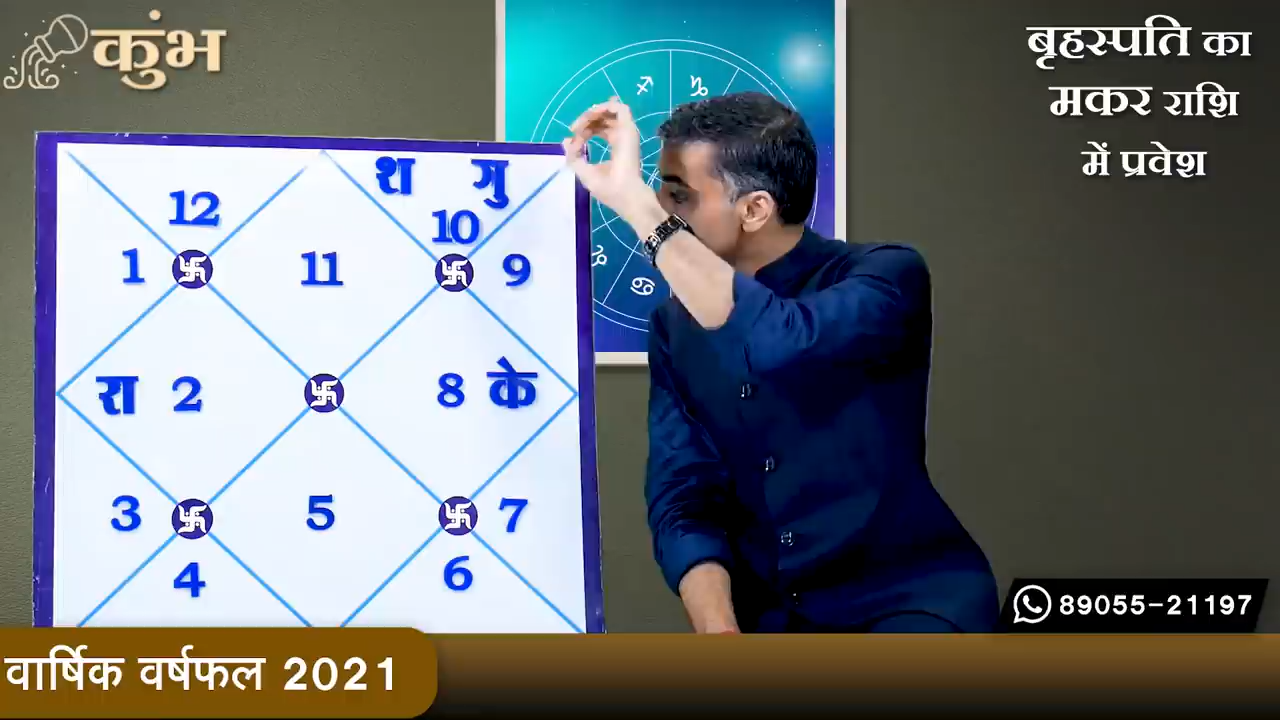 कुंभ
बृहस्पति का
मकर राशि
में प्रवेश
श गु
12 10
1 11 9
रा 2 8 के
3 5 7
4 6
89055-21197
वार्षिक वर्षफल 2021